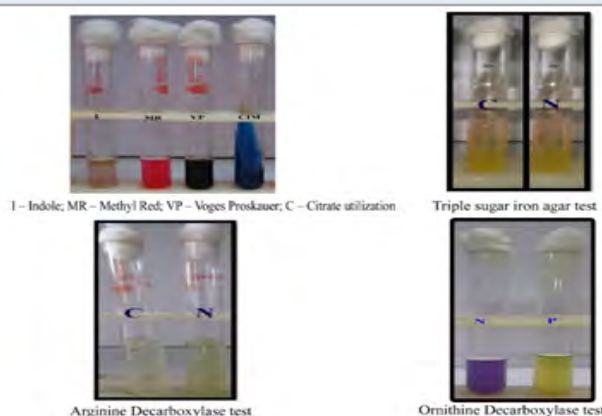 I MR VP CIM
C N
I – Indole; MR – Methyl Red; VP – Voges Proskauer; C – Citrate utilization
Triple sugar iron agar test
C N
N P
Arginine Decarboxylase test
Ornithine Decarboxylase test